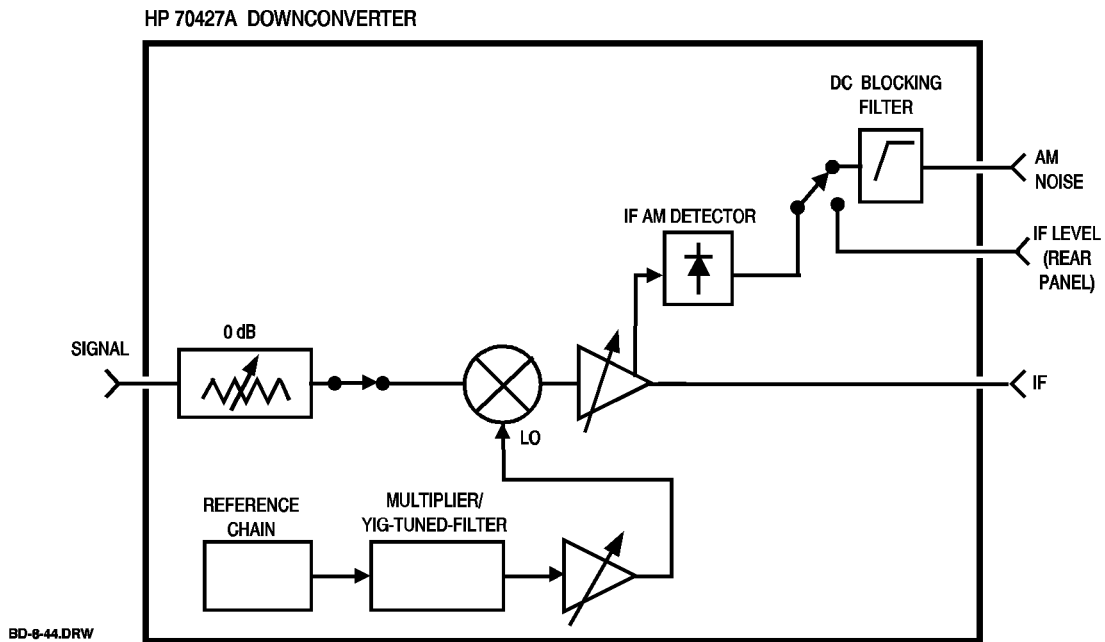 HP 70427A DOWNCONVERTER
DC BLOCKING
FILTER
AM
NOISE
IF AM DETECTOR
IF LEVEL
(REAR
PANEL)
0 dB
SIGNAL
IF
LO
REFERENCE
CHAIN
MULTIPLIER/
YIG-TUNED-FILTER
BD-8-44.DRW